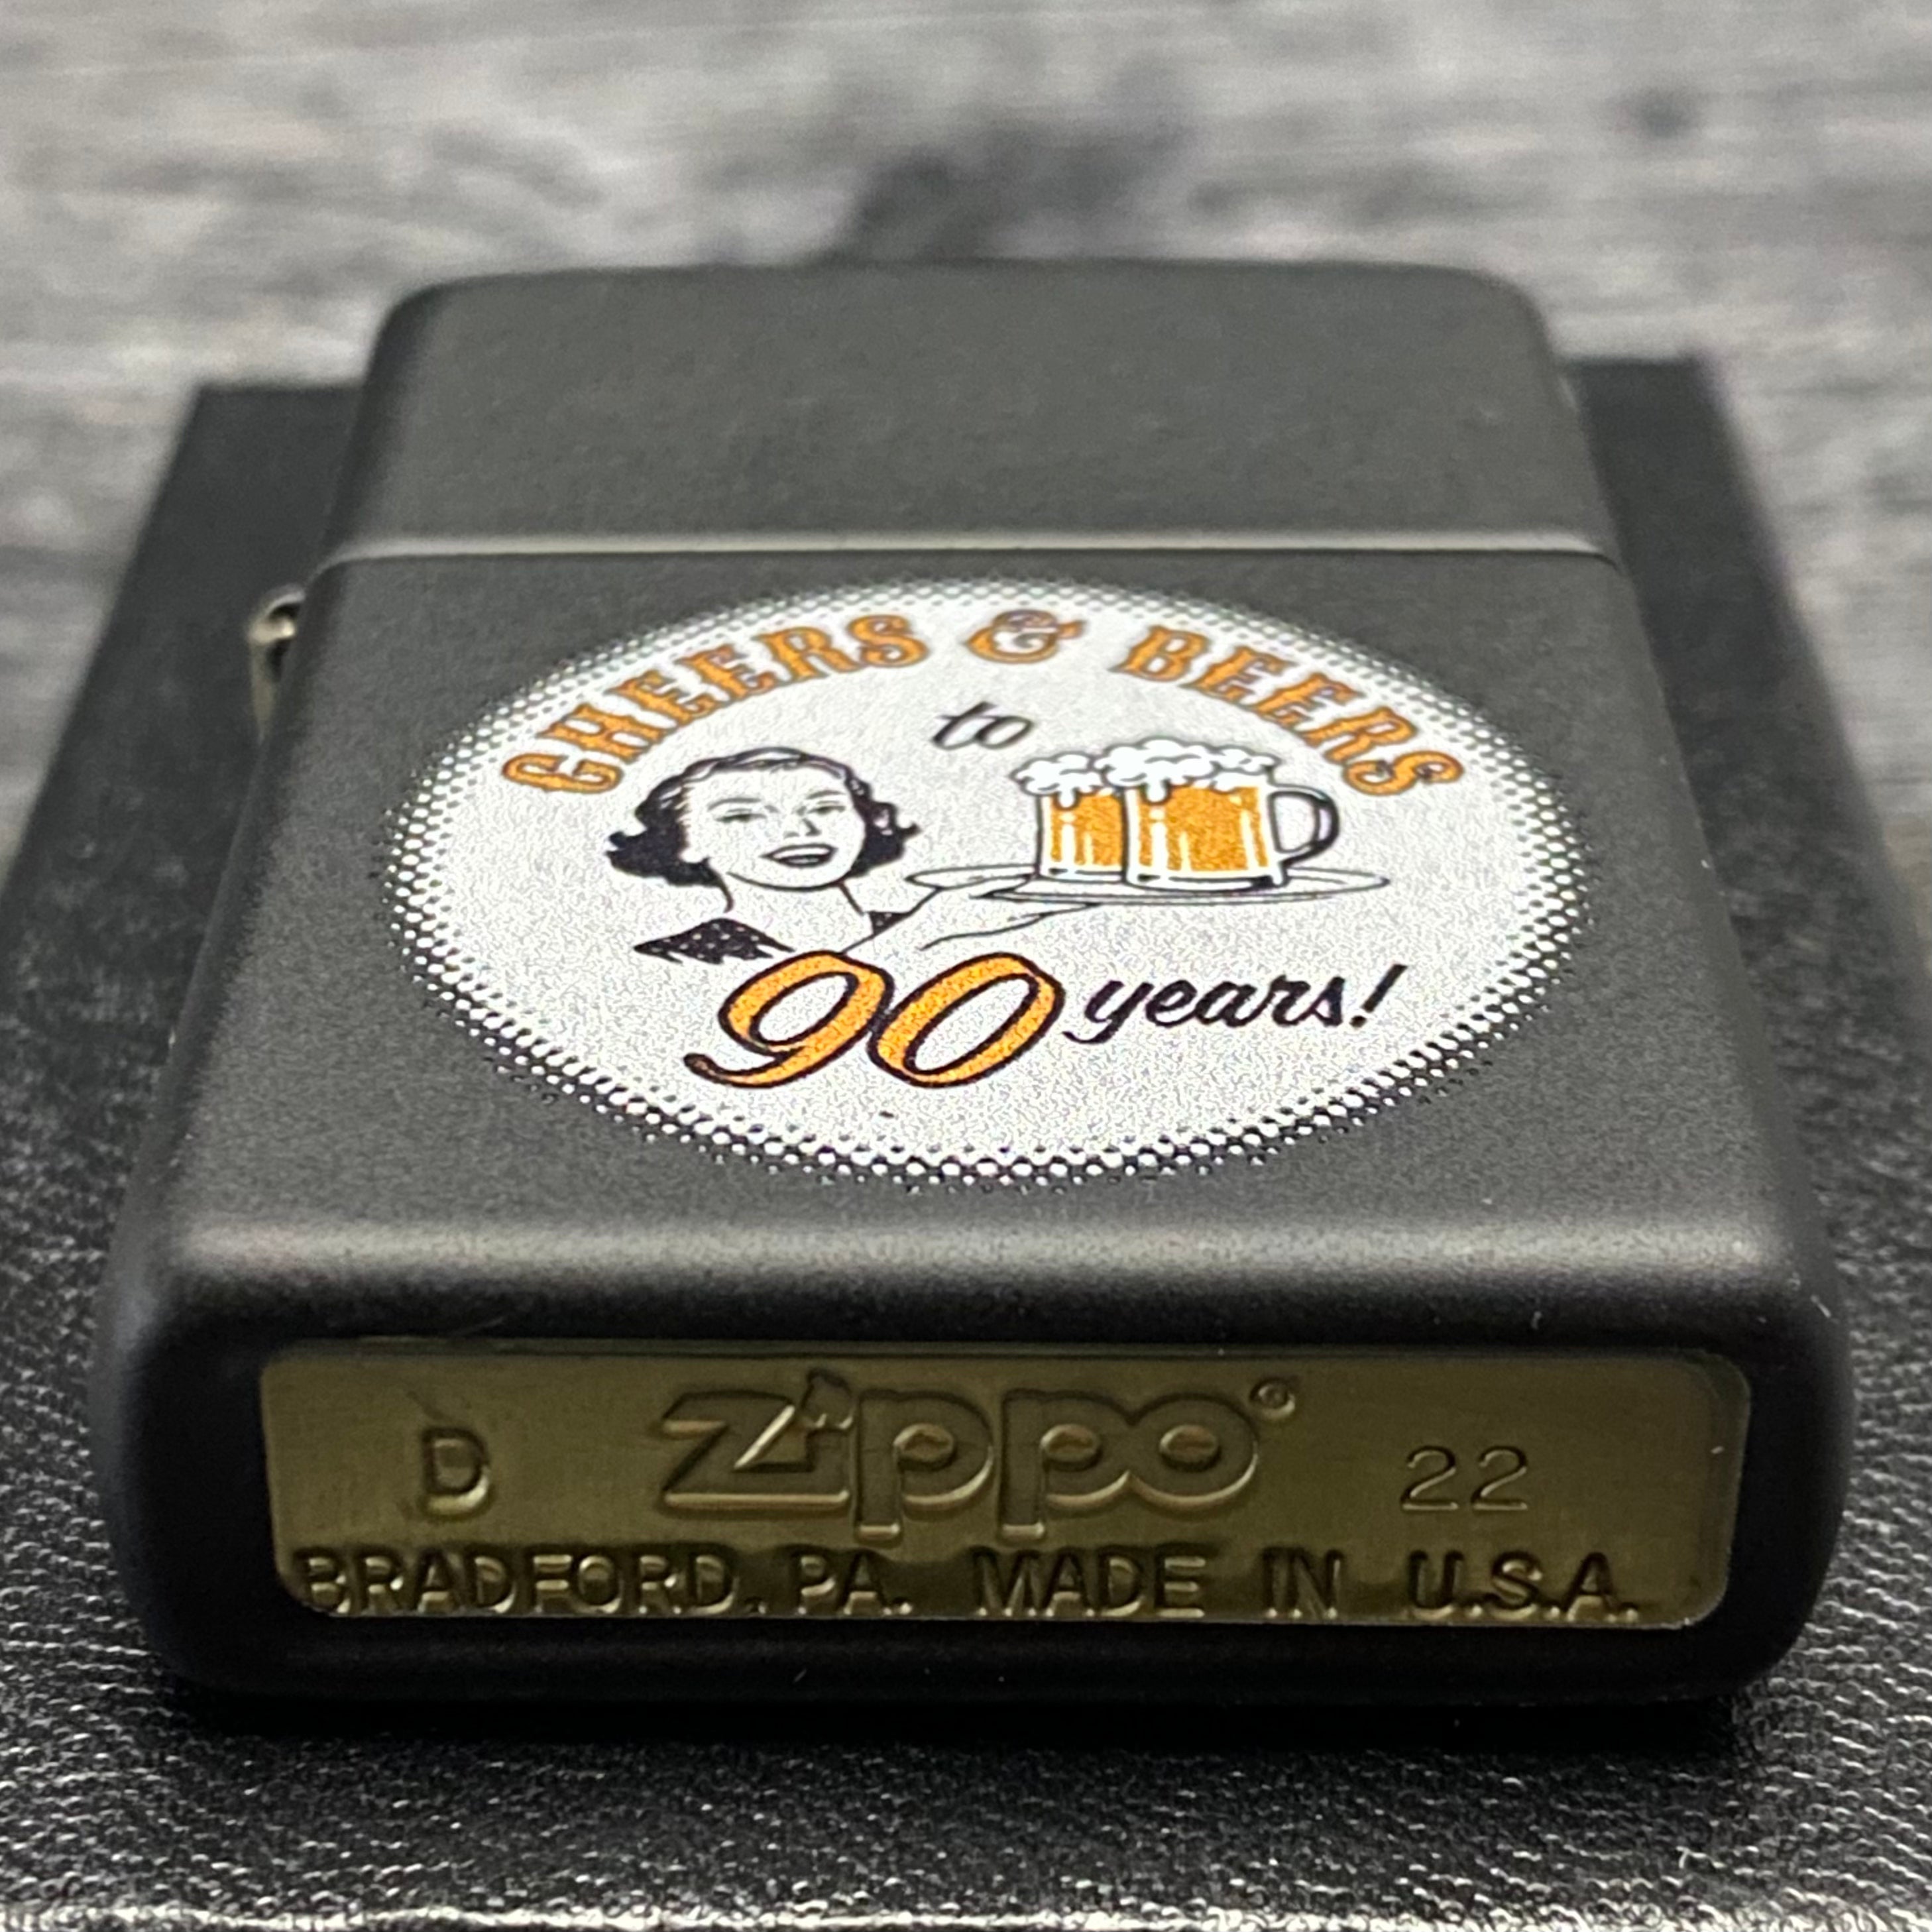 CHEERS & BEERS
to
90 years!
D Zippo® 22
BRADFORD, PA. MADE IN U.S.A.